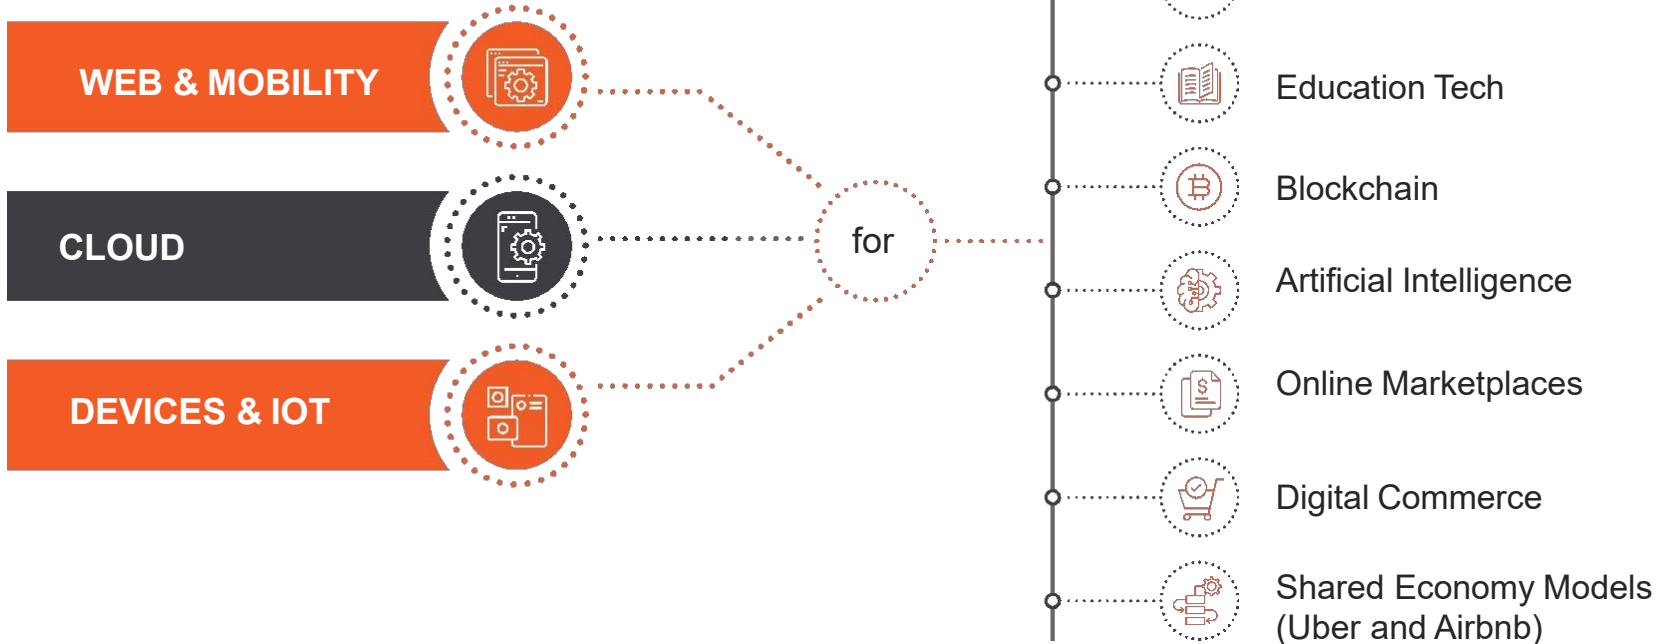 WEB & MOBILITY
CLOUD
DEVICES & IOT
for
Education Tech
Blockchain
Artificial Intelligence
Online Marketplaces
Digital Commerce
Shared Economy Models
(Uber and Airbnb)